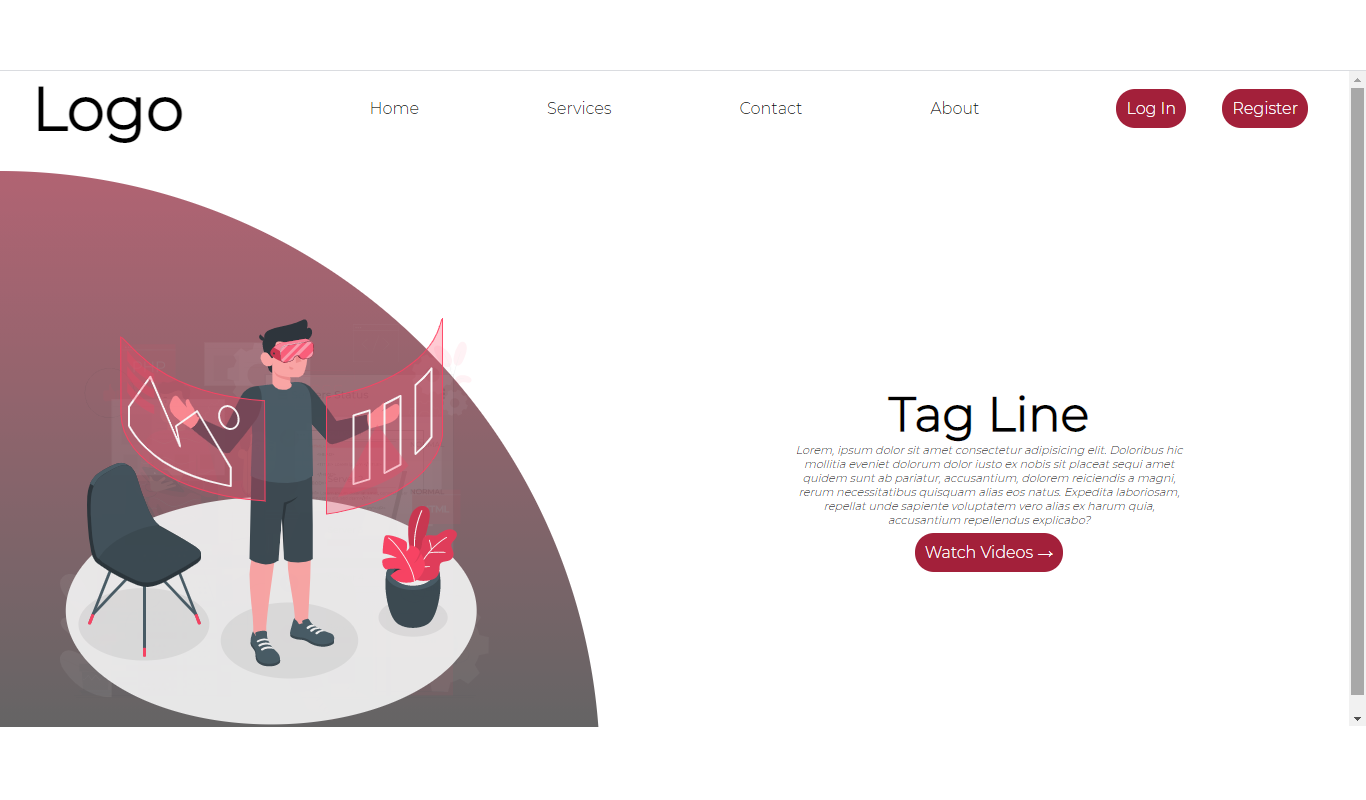 Logo
Home
Services
Contact
About
Log In
Register
Tag Line
Lorem, ipsum dolor sit amet consectetur adipisicing elit. Doloribus hic
mollitia eveniet dolorum dolor iusto ex nobis sit placeat sequi amet
quidem sunt ab pariatur, accusantium, dolorem reiciendis a magni,
rerum necessitatibus quisquam alias eos natus. Expedita laboriosam,
repellat unde sapiente voluptatem vero alias ex harum quia,
accusantium repellendus explicabo?
Watch Videos →